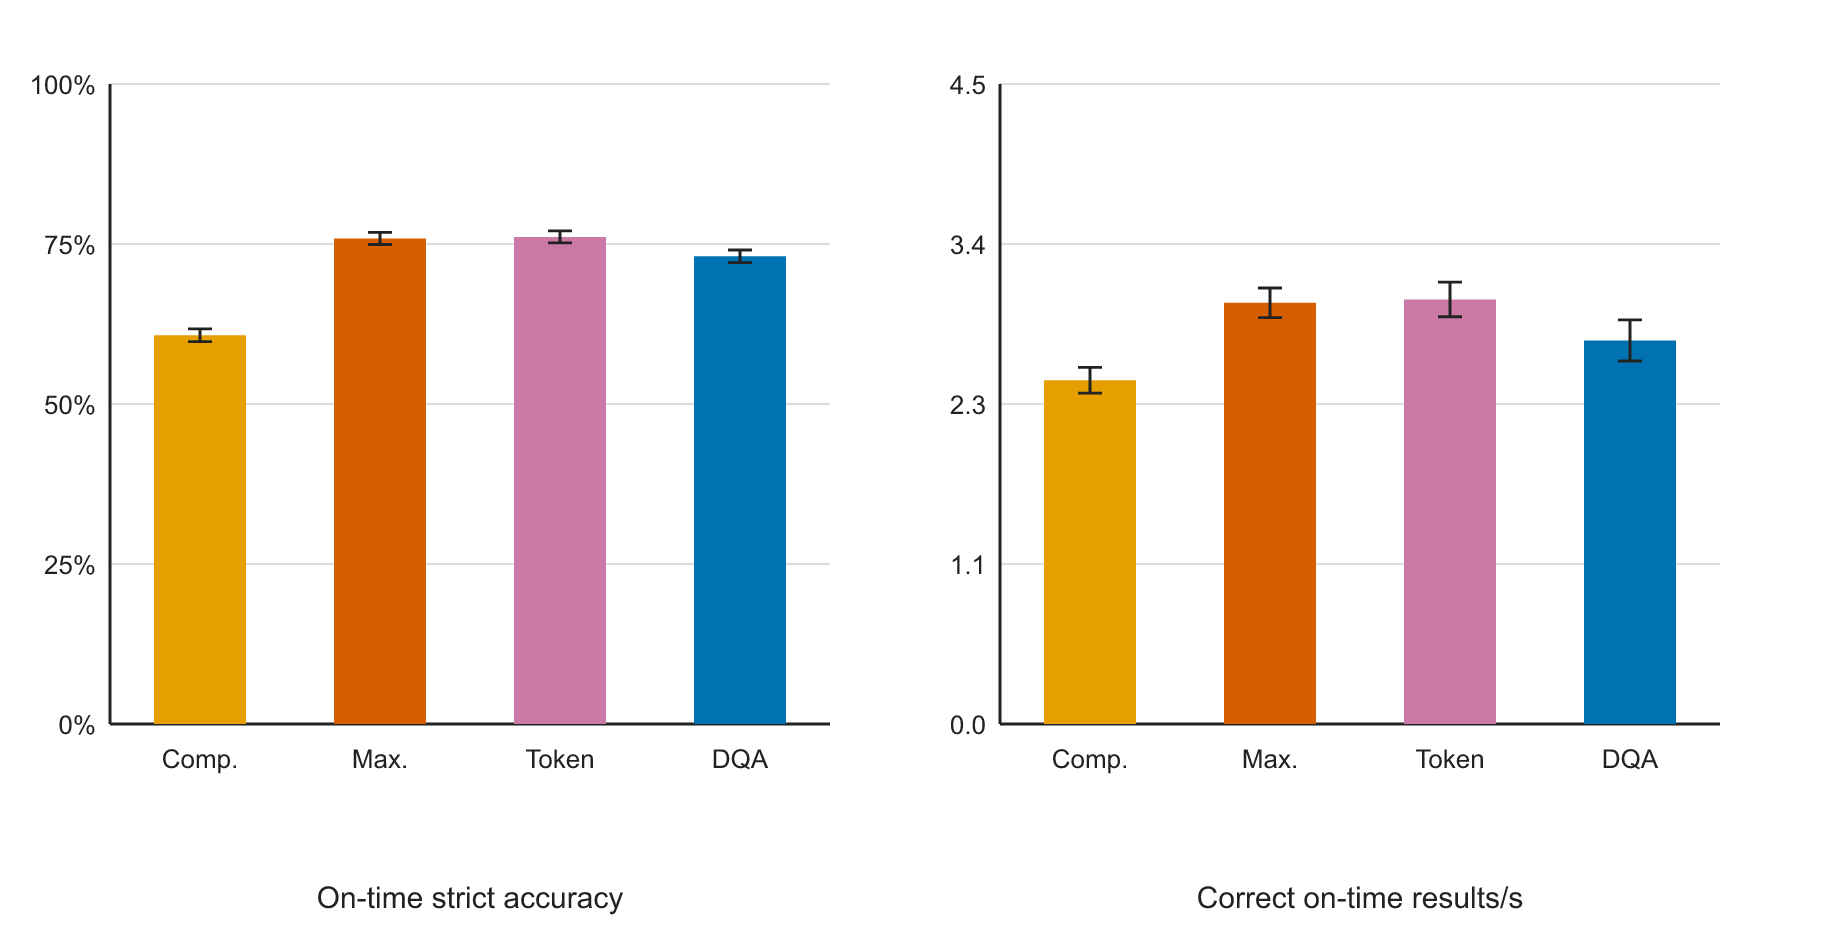 100%
75%
50%
25%
0%
Comp. Max. Token DQA
On-time strict accuracy
4.5
3.4
2.3
1.1
0.0
Comp. Max. Token DQA
Correct on-time results/s